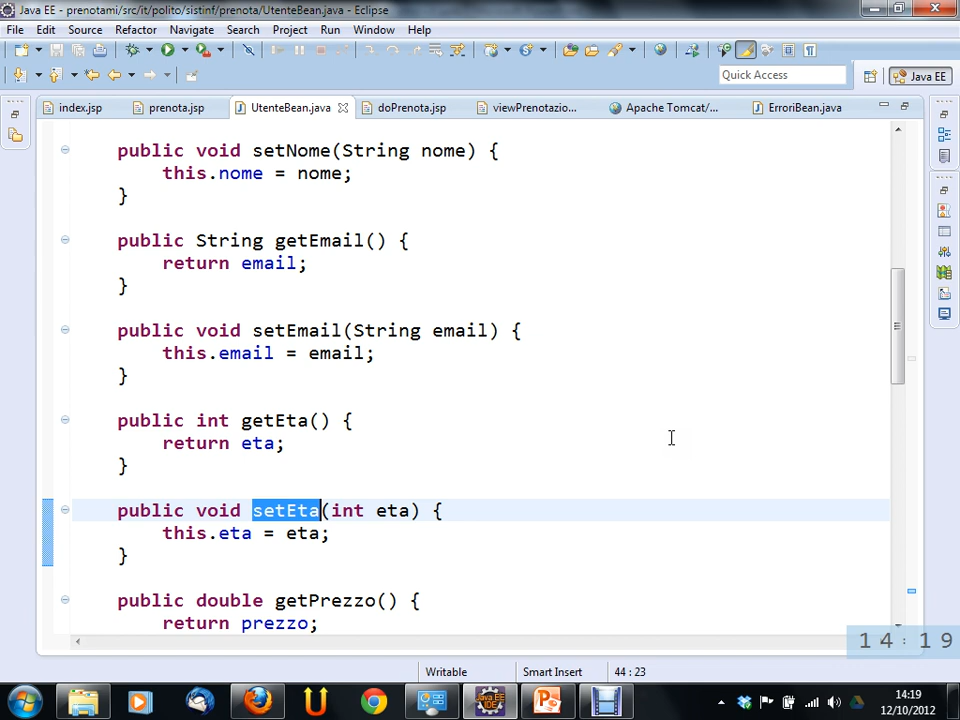 Java EE - prenotami/src/it/polito/sistinf/prenota/UtenteBean.java - Eclipse
File Edit Source Refactor Navigate Search Project Run Window Help
Quick Access
Java EE
index.jsp prenota.jsp UtenteBean.java doPrenota.jsp viewPrenotazio... Apache Tomcat/... ErroriBean.java
public void setNome(String nome) {
this.nome = nome;
}
public String getEmail() {
return email;
}
public void setEmail(String email) {
this.email = email;
}
public int getEta() {
return eta;
}
public void setEta(int eta) {
this.eta = eta;
}
public double getPrezzo() {
return prezzo;
14:19
Writable Smart Insert 44 : 23
Java EE IDE
14:19
12/10/2012